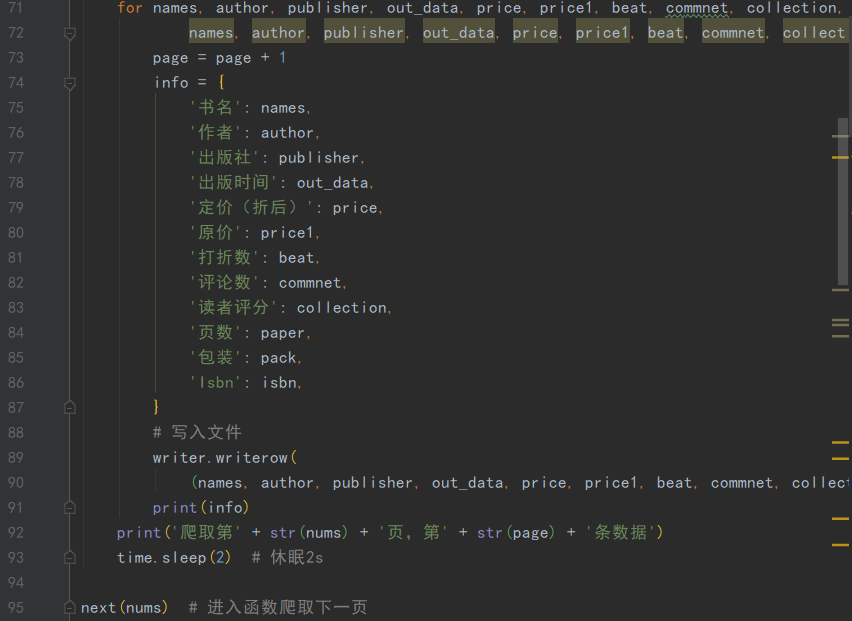 71 for names, author, publisher, out_data, price, price1, beat, commnet, collection,
72 names, author, publisher, out_data, price, price1, beat, commnet, collect
73 page = page + 1
74 info = {
75 '书名': names,
76 '作者': author,
77 '出版社': publisher,
78 '出版时间': out_data,
79 '定价（折后）': price,
80 '原价': price1,
81 '打折数': beat,
82 '评论数': commnet,
83 '读者评分': collection,
84 '页数': paper,
85 '包装': pack,
86 'Isbn': isbn,
87 }
88 # 写入文件
89 writer.writerow(
90 (names, author, publisher, out_data, price, price1, beat, commnet, collect
91 print(info)
92 print('爬取第' + str(nums) + '页，第' + str(page) + '条数据')
93 time.sleep(2) # 休眠2s
94
95 next(nums) # 进入函数爬取下一页